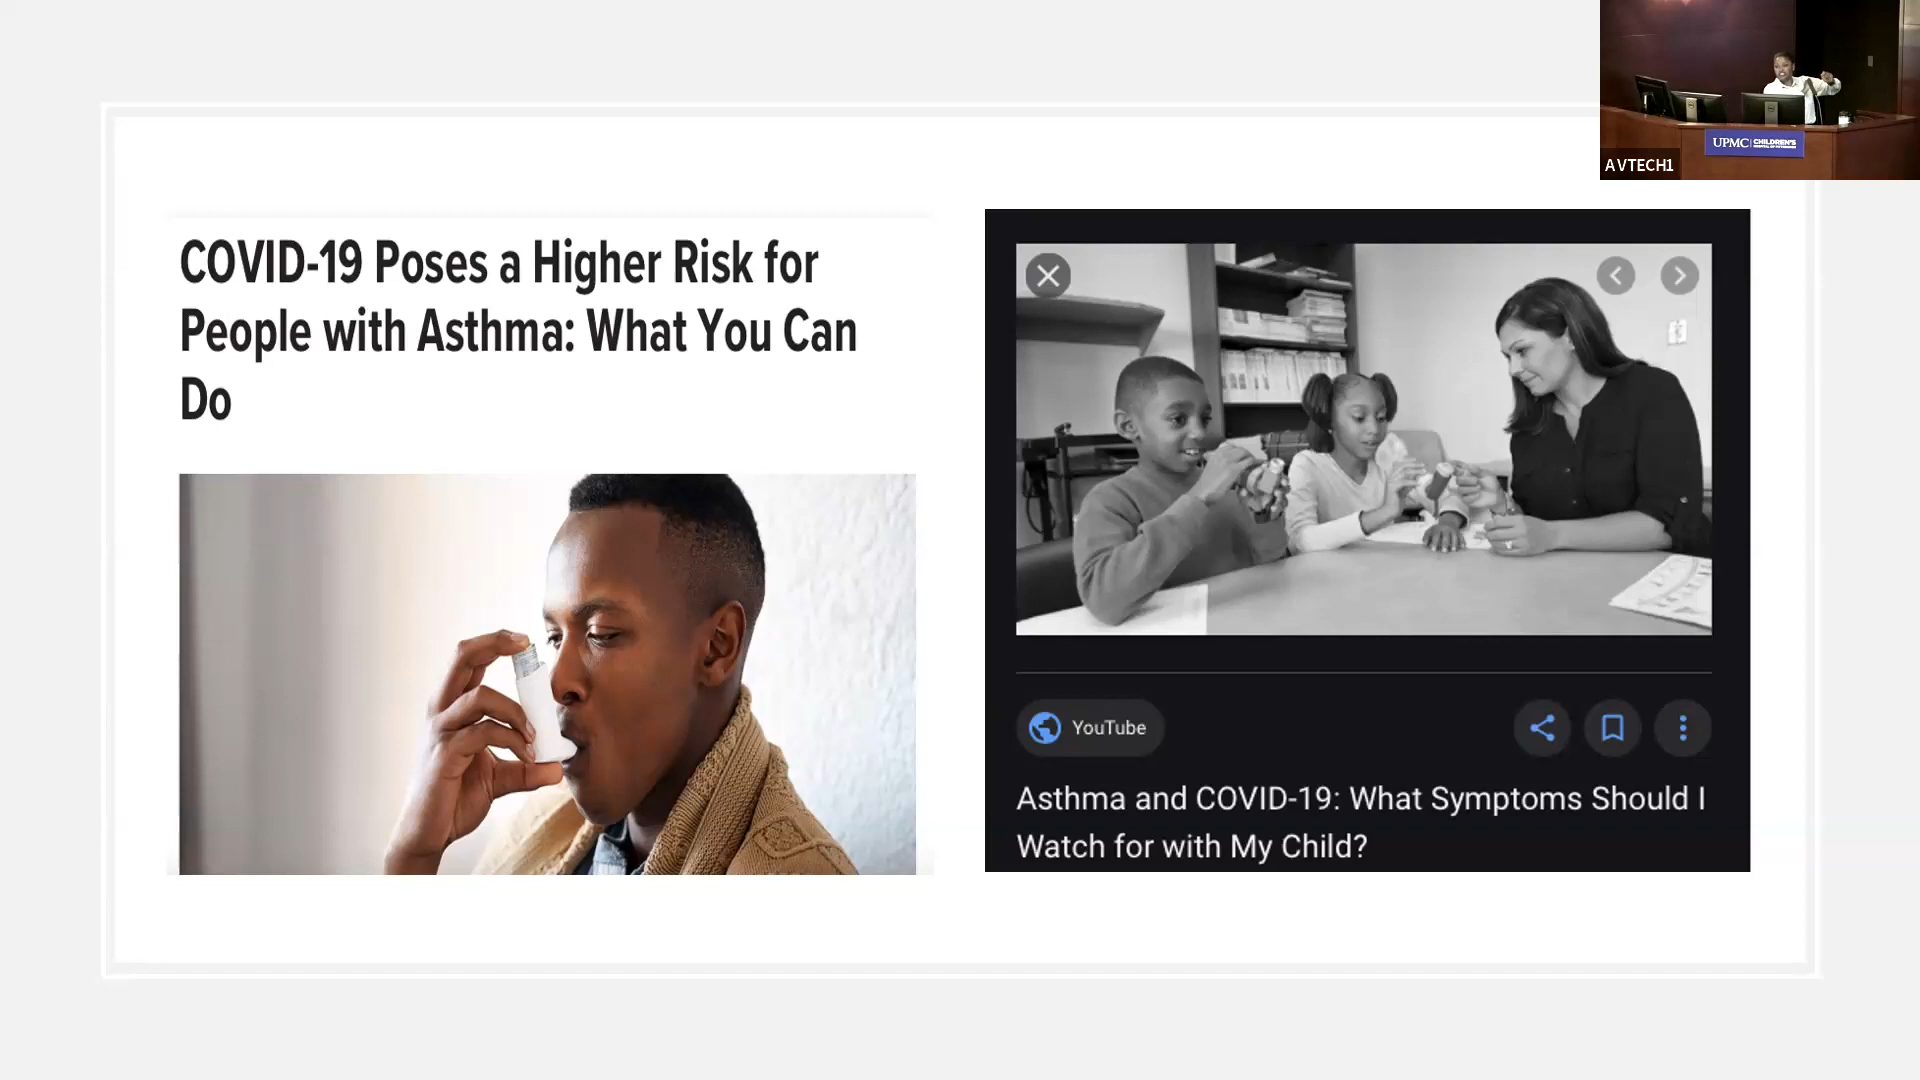 COVID-19 Poses a Higher Risk for
People with Asthma: What You Can
Do
YouTube
Asthma and COVID-19: What Symptoms Should I
Watch for with My Child?
UPMC CHILDREN'S
AVTECH1